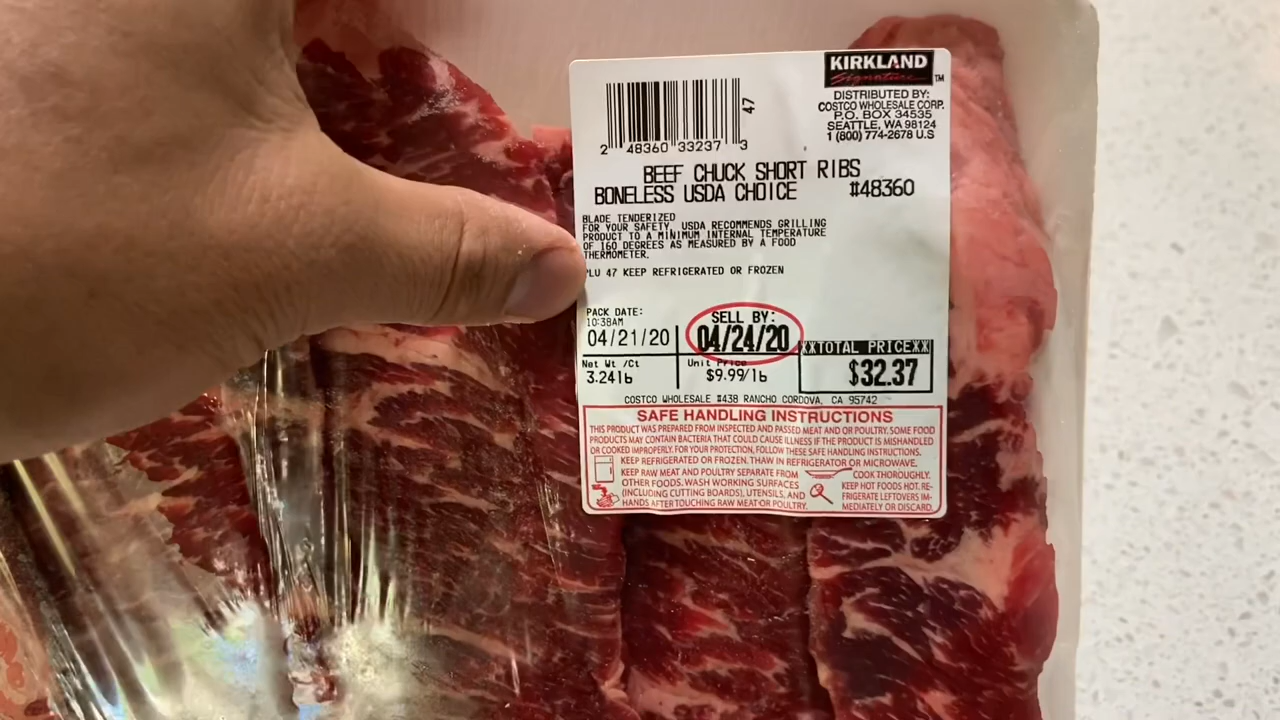 KIRKLAND
Signature™
DISTRIBUTED BY:
COSTCO WHOLESALE CORP.
P.O. BOX 34535
SEATTLE, WA 98124
1 (800) 774-2678 U.S
47
2 48360 33237 3
BEEF CHUCK SHORT RIBS
BONELESS USDA CHOICE #48360
BLADE TENDERIZED
FOR YOUR SAFETY, USDA RECOMMENDS GRILLING
PRODUCT TO A MINIMUM INTERNAL TEMPERATURE
OF 160 DEGREES AS MEASURED BY A FOOD
THERMOMETER.
PLU 47 KEEP REFRIGERATED OR FROZEN
PACK DATE:
10:38AM
04/21/20
SELL BY:
04/24/20
XXTOTAL PRICEXX
$32.37
Net Wt /Ct
3.24lb
Unit Price
$9.99/lb
COSTCO WHOLESALE #438 RANCHO CORDOVA, CA 95742
SAFE HANDLING INSTRUCTIONS
THIS PRODUCT WAS PREPARED FROM INSPECTED AND PASSED MEAT AND OR POULTRY. SOME FOOD
PRODUCTS MAY CONTAIN BACTERIA THAT COULD CAUSE ILLNESS IF THE PRODUCT IS MISHANDLED
OR COOKED IMPROPERLY. FOR YOUR PROTECTION, FOLLOW THESE SAFE HANDLING INSTRUCTIONS.
KEEP REFRIGERATED OR FROZEN. THAW IN REFRIGERATOR OR MICROWAVE.
KEEP RAW MEAT AND POULTRY SEPARATE FROM
OTHER FOODS. WASH WORKING SURFACES
(INCLUDING CUTTING BOARDS), UTENSILS, AND
HANDS AFTER TOUCHING RAW MEAT OR POULTRY.
COOK THOROUGHLY.
KEEP HOT FOODS HOT. RE-
FRIGERATE LEFTOVERS IM-
MEDIATELY OR DISCARD.